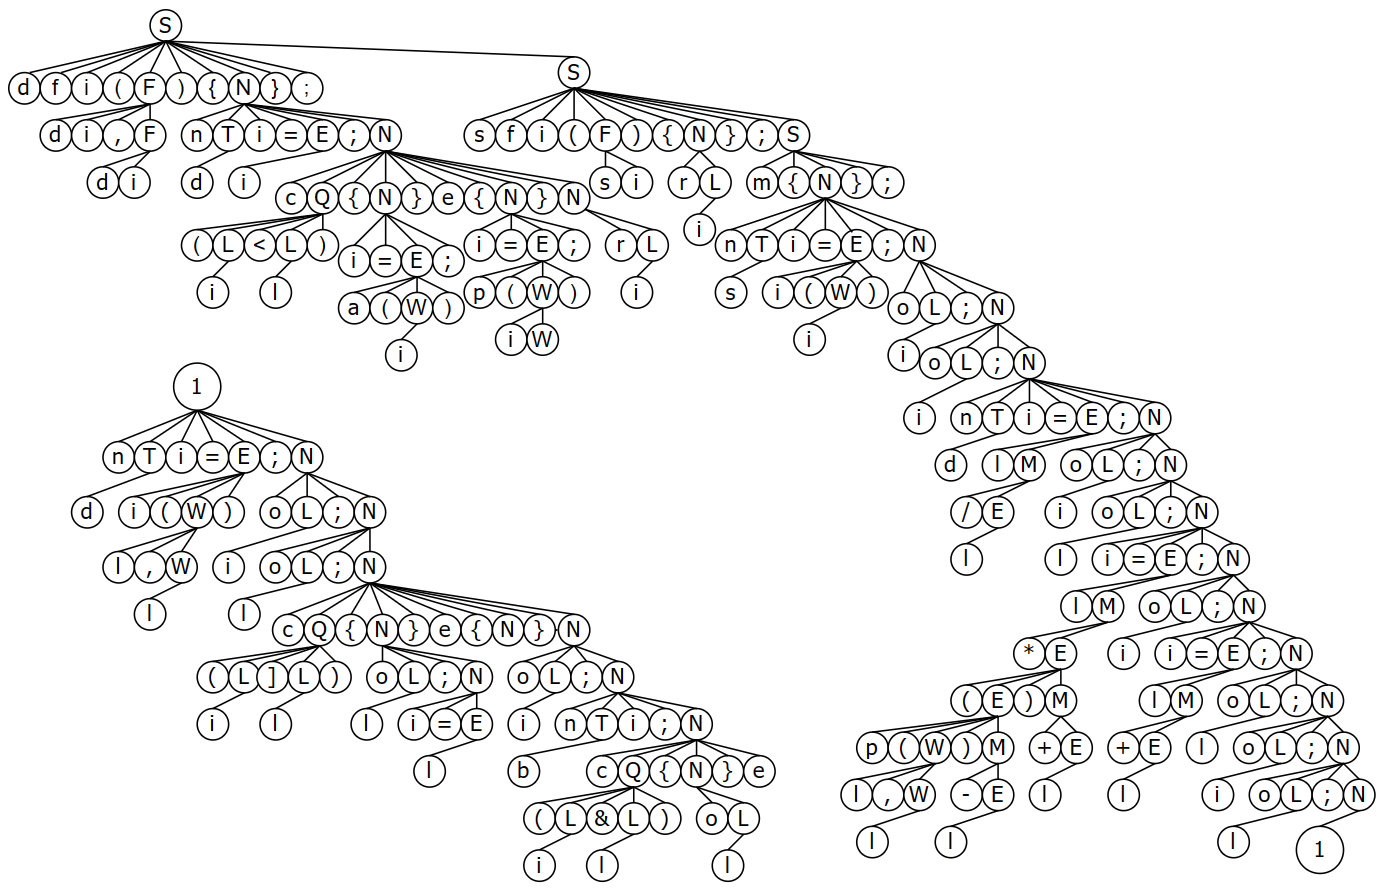 S
S
d f i ( F ) { N } ;
d i , F n T i = E ; N s f i ( F ) { N } ; S
d i d i s i r L m { N } ;
c Q { N } e { N } N
i
( L < L ) i = E ; r L n T i = E ; N
i = E ;
i l p ( W ) i s i ( W )
a ( W ) o L ; N
i W i
i i o L ; N
1
i n T i = E ; N
n T i = E ; N
d l M o L ; N
d i ( W ) o L ; N / E i o L ; N
l , W i o L ; N l l i = E ; N
l l l M o L ; N
c Q { N } e { N } N
* E i i = E ; N
( L ] L ) o L ; N o L ; N
( E ) M l M o L ; N
i l l i = E i n T i ; N
p ( W ) M + E + E l o L ; N
l b c Q { N } e
l , W - E l l i o L ; N
( L & L ) o L
l l l 1
i l l